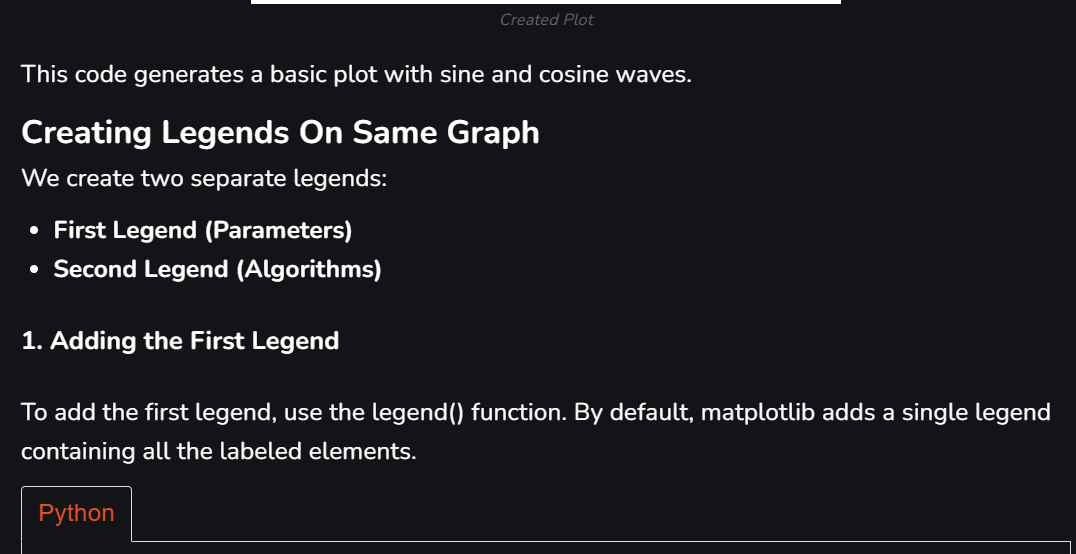 Created Plot
This code generates a basic plot with sine and cosine waves.
Creating Legends On Same Graph
We create two separate legends:
• First Legend (Parameters)
• Second Legend (Algorithms)
1. Adding the First Legend
To add the first legend, use the legend() function. By default, matplotlib adds a single legend
containing all the labeled elements.
Python